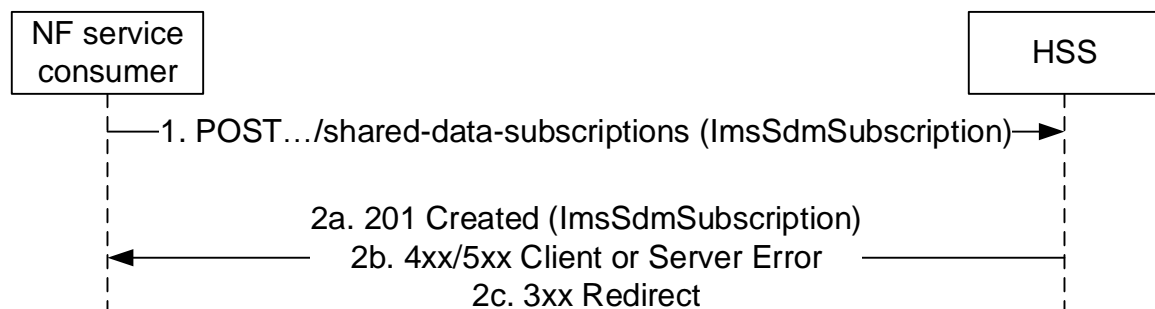 NF service
consumer
HSS
1. POST…/shared-data-subscriptions (ImsSdmSubscription)
2a. 201 Created (ImsSdmSubscription)
2b. 4xx/5xx Client or Server Error
2c. 3xx Redirect